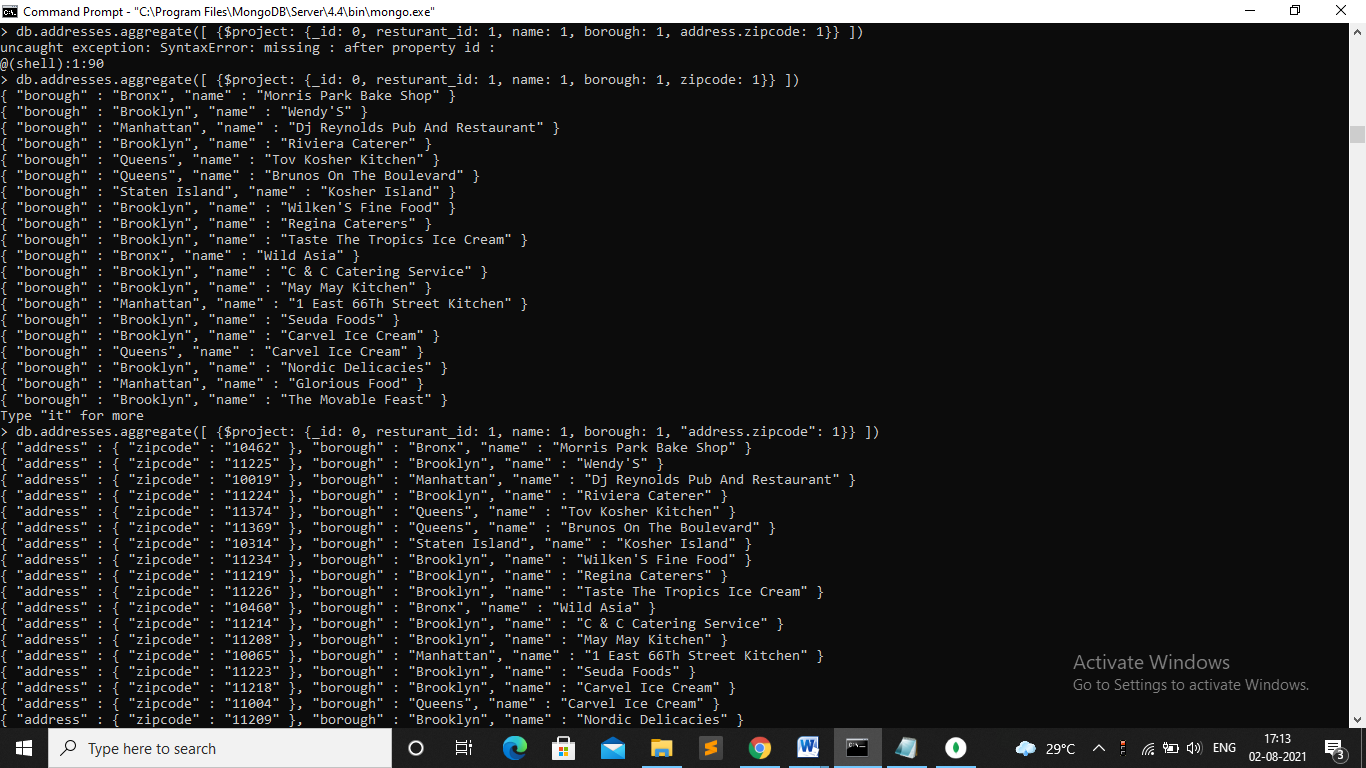 Command Prompt - "C:\Program Files\MongoDB\Server\4.4\bin\mongo.exe"
> db.addresses.aggregate([ {$project: {_id: 0, resturant_id: 1, name: 1, borough: 1, address.zipcode: 1}} ])
uncaught exception: SyntaxError: missing : after property id :
@(shell):1:90
> db.addresses.aggregate([ {$project: {_id: 0, resturant_id: 1, name: 1, borough: 1, zipcode: 1}} ])
{ "borough" : "Bronx", "name" : "Morris Park Bake Shop" }
{ "borough" : "Brooklyn", "name" : "Wendy'S" }
{ "borough" : "Manhattan", "name" : "Dj Reynolds Pub And Restaurant" }
{ "borough" : "Brooklyn", "name" : "Riviera Caterer" }
{ "borough" : "Queens", "name" : "Tov Kosher Kitchen" }
{ "borough" : "Queens", "name" : "Brunos On The Boulevard" }
{ "borough" : "Staten Island", "name" : "Kosher Island" }
{ "borough" : "Brooklyn", "name" : "Wilken'S Fine Food" }
{ "borough" : "Brooklyn", "name" : "Regina Caterers" }
{ "borough" : "Brooklyn", "name" : "Taste The Tropics Ice Cream" }
{ "borough" : "Bronx", "name" : "Wild Asia" }
{ "borough" : "Brooklyn", "name" : "C & C Catering Service" }
{ "borough" : "Brooklyn", "name" : "May May Kitchen" }
{ "borough" : "Manhattan", "name" : "1 East 66Th Street Kitchen" }
{ "borough" : "Brooklyn", "name" : "Seuda Foods" }
{ "borough" : "Brooklyn", "name" : "Carvel Ice Cream" }
{ "borough" : "Queens", "name" : "Carvel Ice Cream" }
{ "borough" : "Brooklyn", "name" : "Nordic Delicacies" }
{ "borough" : "Manhattan", "name" : "Glorious Food" }
{ "borough" : "Brooklyn", "name" : "The Movable Feast" }
Type "it" for more
> db.addresses.aggregate([ {$project: {_id: 0, resturant_id: 1, name: 1, borough: 1, "address.zipcode": 1}} ])
{ "address" : { "zipcode" : "10462" }, "borough" : "Bronx", "name" : "Morris Park Bake Shop" }
{ "address" : { "zipcode" : "11225" }, "borough" : "Brooklyn", "name" : "Wendy'S" }
{ "address" : { "zipcode" : "10019" }, "borough" : "Manhattan", "name" : "Dj Reynolds Pub And Restaurant" }
{ "address" : { "zipcode" : "11224" }, "borough" : "Brooklyn", "name" : "Riviera Caterer" }
{ "address" : { "zipcode" : "11374" }, "borough" : "Queens", "name" : "Tov Kosher Kitchen" }
{ "address" : { "zipcode" : "11369" }, "borough" : "Queens", "name" : "Brunos On The Boulevard" }
{ "address" : { "zipcode" : "10314" }, "borough" : "Staten Island", "name" : "Kosher Island" }
{ "address" : { "zipcode" : "11234" }, "borough" : "Brooklyn", "name" : "Wilken'S Fine Food" }
{ "address" : { "zipcode" : "11219" }, "borough" : "Brooklyn", "name" : "Regina Caterers" }
{ "address" : { "zipcode" : "11226" }, "borough" : "Brooklyn", "name" : "Taste The Tropics Ice Cream" }
{ "address" : { "zipcode" : "10460" }, "borough" : "Bronx", "name" : "Wild Asia" }
{ "address" : { "zipcode" : "11214" }, "borough" : "Brooklyn", "name" : "C & C Catering Service" }
{ "address" : { "zipcode" : "11208" }, "borough" : "Brooklyn", "name" : "May May Kitchen" }
{ "address" : { "zipcode" : "10065" }, "borough" : "Manhattan", "name" : "1 East 66Th Street Kitchen" }
{ "address" : { "zipcode" : "11223" }, "borough" : "Brooklyn", "name" : "Seuda Foods" }
{ "address" : { "zipcode" : "11218" }, "borough" : "Brooklyn", "name" : "Carvel Ice Cream" }
{ "address" : { "zipcode" : "11004" }, "borough" : "Queens", "name" : "Carvel Ice Cream" }
{ "address" : { "zipcode" : "11209" }, "borough" : "Brooklyn", "name" : "Nordic Delicacies" }
Activate Windows
Go to Settings to activate Windows.
Type here to search
29°C
ENG
17:13
02-08-2021
3